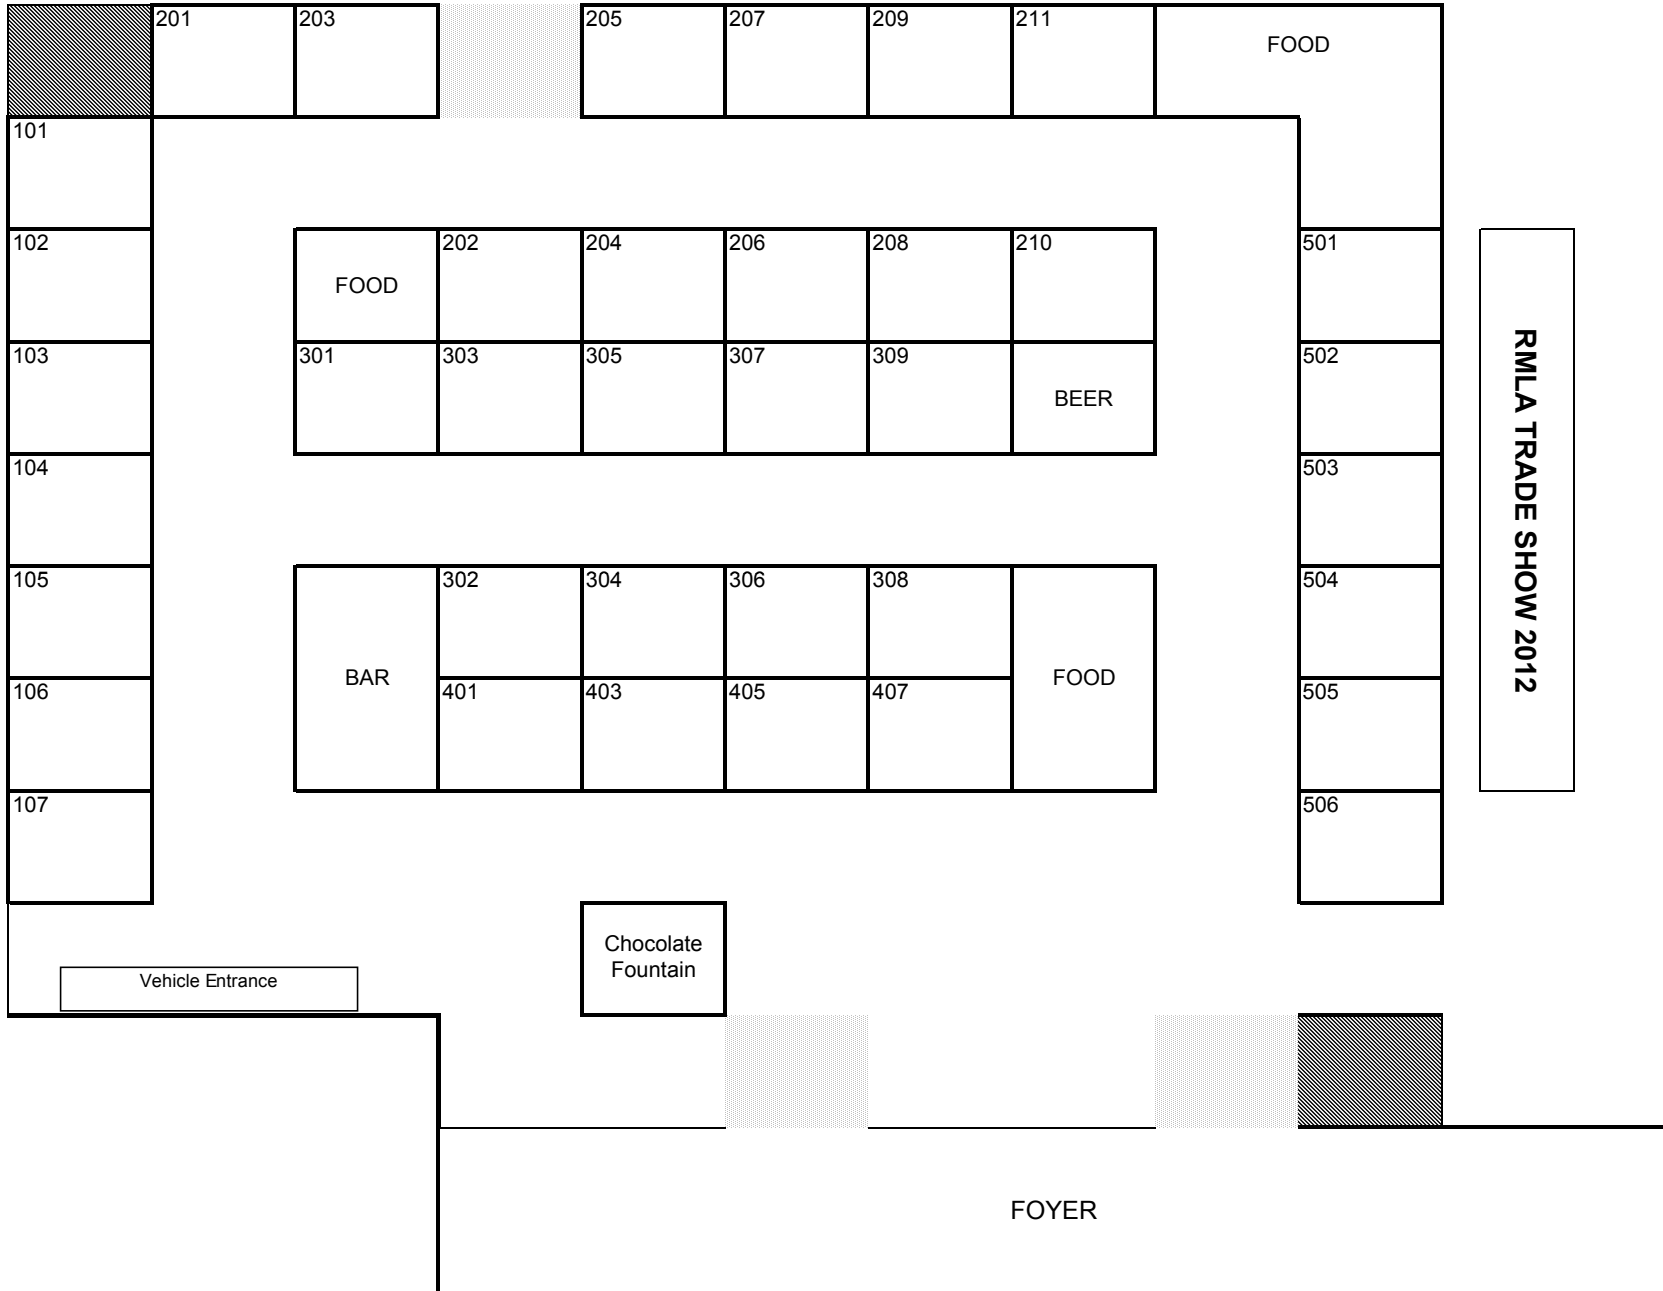 201 203 205 207 209 211
FOOD
101
102 202 204 206 208 210 501
FOOD
103 301 303 305 307 309 502
BEER
RMLA TRADE SHOW 2012
104 503
105 302 304 306 308 504
BAR FOOD
106 401 403 405 407 505
107 506
Chocolate
Fountain
Vehicle Entrance
FOYER